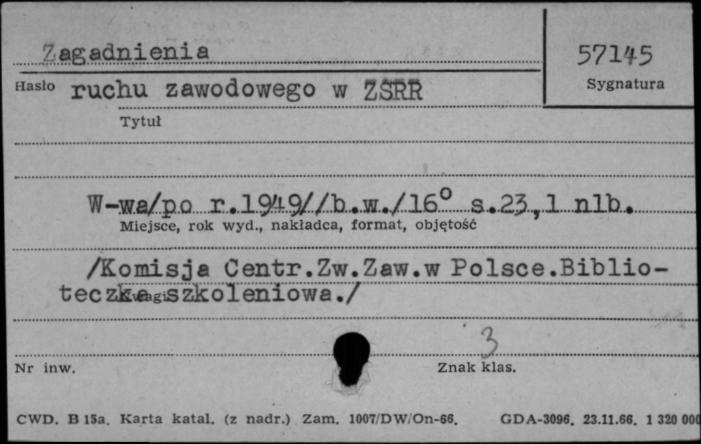 Zagadnienia 57145
Hasło Sygnatura
ruchu zawodowego w ZSRR
Tytuł
W-wa/po r.1949//b.w./16° s.23,1 nlb.
Miejsce, rok wyd., nakładca, format, objętość
/Komisja Centr.Zw.Zaw.w Polsce.Biblio-
teczka szkoleniowa./
Uwagi
3
Nr inw. Znak klas.
CWD. B 15a. Karta katal. (z nadr.) Zam. 1007/DW/On-66. GDA-3096. 23.11.66. 1 320 000